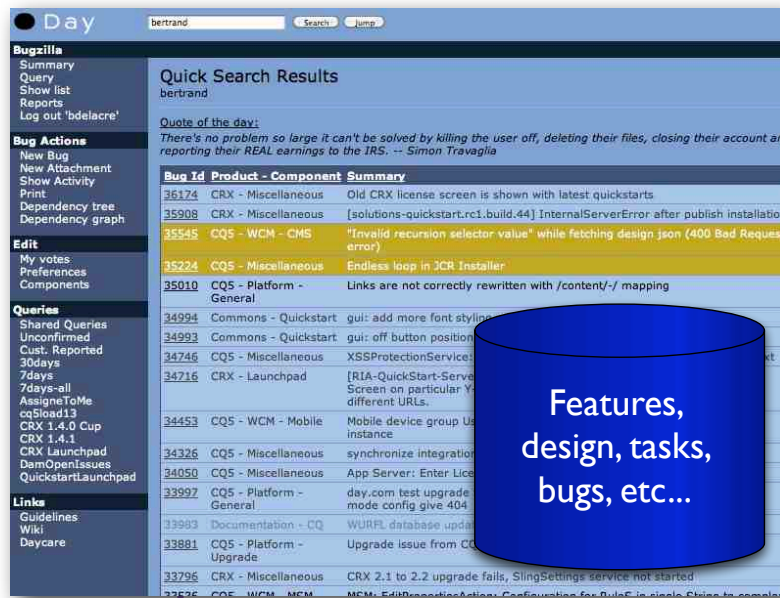 Day
bertrand
Search
Jump
Bugzilla
Summary
Query
Show list
Reports
Log out 'bdelacre'
Bug Actions
New Bug
New Attachment
Show Activity
Print
Dependency tree
Dependency graph
Edit
My votes
Preferences
Components
Queries
Shared Queries
Unconfirmed
Cust. Reported
30days
7days
7days-all
AssigneToMe
cq5load13
CRX 1.4.0 Cup
CRX 1.4.1
CRX Launchpad
DamOpenIssues
QuickstartLaunchpad
Links
Guidelines
Wiki
Daycare
Quick Search Results
bertrand
Quote of the day:
There's no problem so large it can't be solved by killing the user off, deleting their files, closing their account
reporting their REAL earnings to the IRS. -- Simon Travaglia
Bug Id Product - Component Summary
36174 CRX - Miscellaneous Old CRX license screen is shown with latest quickstarts
35908 CRX - Miscellaneous [solutions-quickstart.rc1.build.44] InternalServerError after publish installatio
35545 CQ5 - WCM - CMS "Invalid recursion selector value" while fetching design json (400 Bad Reques
error)
35224 CQ5 - Miscellaneous Endless loop in JCR Installer
35010 CQ5 - Platform - Links are not correctly rewritten with /content/-/ mapping
General
34994 Commons - Quickstart gui: add more font styling
34993 Commons - Quickstart gui: off button position
34746 CQ5 - Miscellaneous XSSProtectionService: xt
34716 CRX - Launchpad [RIA-QuickStart-Serve
Screen on particular Y-
different URLs.
34453 CQ5 - WCM - Mobile Mobile device group Us
instance
34326 CQ5 - Miscellaneous synchronize integration
34050 CQ5 - Miscellaneous App Server: Enter Lice
33997 CQ5 - Platform - day.com test upgrade
General mode config give 404
33983 Documentation - CQ WURFL database updat
33881 CQ5 - Platform - Upgrade issue from CQ
Upgrade
33796 CRX - Miscellaneous CRX 2.1 to 2.2 upgrade fails, SlingSettings service not started
Features,
design, tasks,
bugs, etc...